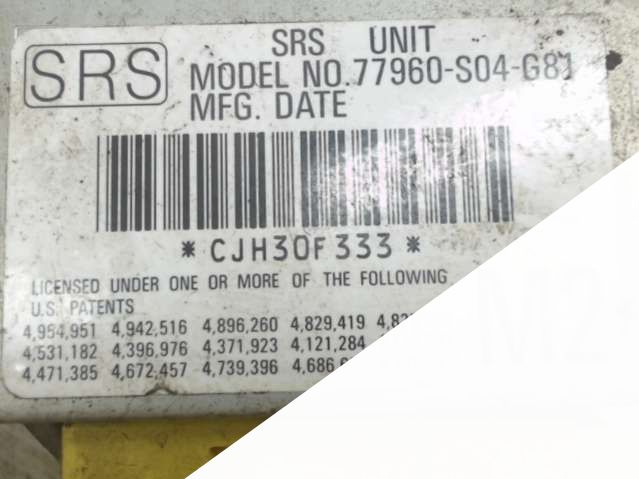 SRS
SRS UNIT
MODEL NO.77960-S04-G81
MFG. DATE
*CJH30F333*
LICENSED UNDER ONE OR MORE OF THE FOLLOWING
U.S. PATENTS
4,954,951 4,942,516 4,896,260 4,829,419
4,531,182 4,396,976 4,371,923 4,121,284
4,471,385 4,672,457 4,739,396